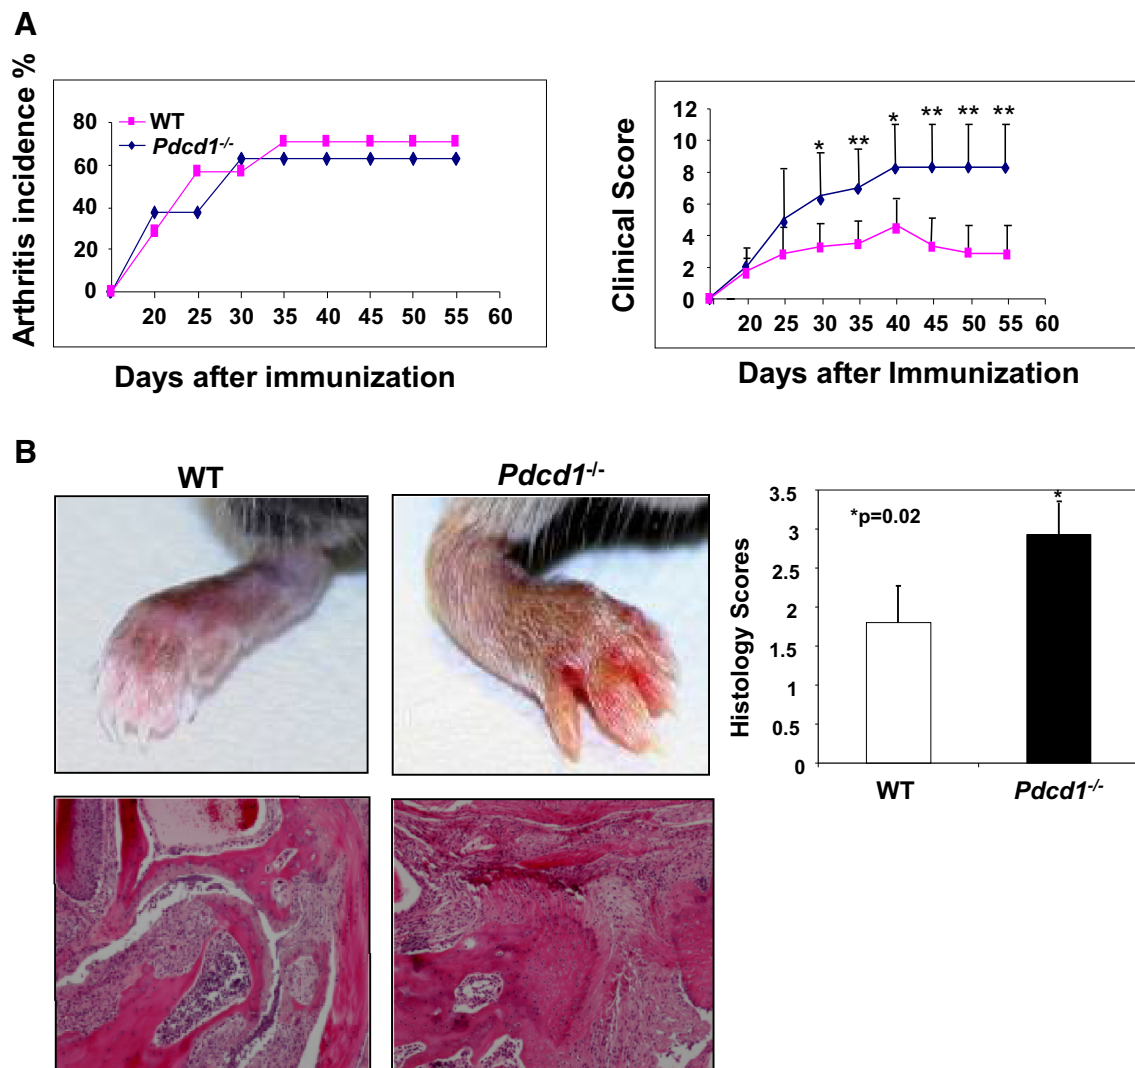 A
Arthritis incidence %
80
60
40
20
0
WT
Pdcd1-/-
20 25 30 35 40 45 50 55 60
Days after immunization
Clinical Score
12
10
8
6
4
2
0
* ** * ** ** **
20 25 30 35 40 45 50 55 60
Days after Immunization
B
WT
Pdcd1-/-
Histology Scores
3.5
3
2.5
2
1.5
1
0.5
0
*p=0.02
*
WT Pdcd1-/-